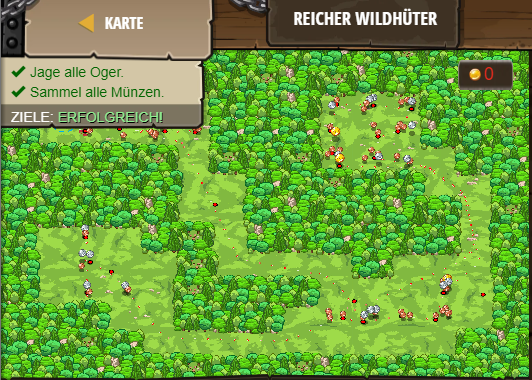 KARTE
REICHER WILDHÜTER
Jage alle Oger.
Sammel alle Münzen.
ZIELE: ERFOLGREICH!
0